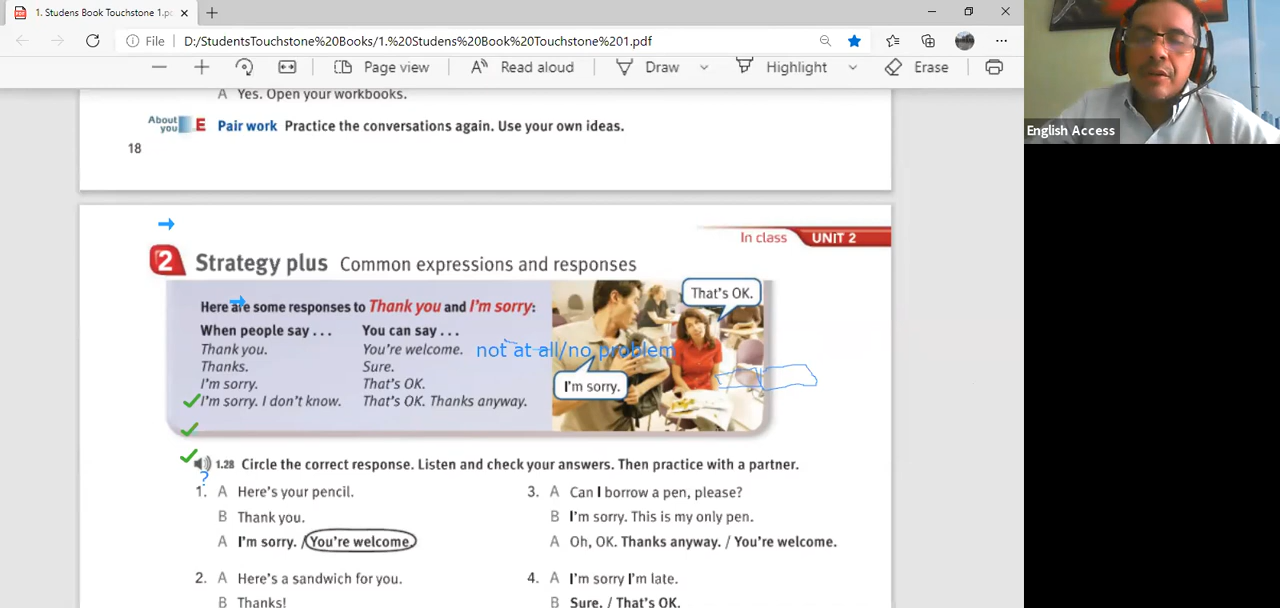 1. Studens Book Touchstone 1.pc
File D:/StudentsTouchstone%20Books/1.%20Studens%20Book%20Touchstone%201.pdf
Page view Read aloud Draw Highlight Erase
English Access
A Yes. Open your workbooks.
About you E Pair work Practice the conversations again. Use your own ideas.
18
In class UNIT 2
2 Strategy plus Common expressions and responses
Here are some responses to Thank you and I'm sorry:
When people say . . . You can say . . .
Thank you. You're welcome. not at all/no problem
Thanks. Sure.
I'm sorry. That's OK.
I'm sorry. I don't know. That's OK. Thanks anyway.
That's OK.
I'm sorry.
1.28 Circle the correct response. Listen and check your answers. Then practice with a partner.
?
1. A Here's your pencil.
B Thank you.
A I'm sorry. / You're welcome.
2. A Here's a sandwich for you.
B Thanks!
3. A Can I borrow a pen, please?
B I'm sorry. This is my only pen.
A Oh, OK. Thanks anyway. / You're welcome.
4. A I'm sorry I'm late.
B Sure. / That's OK.